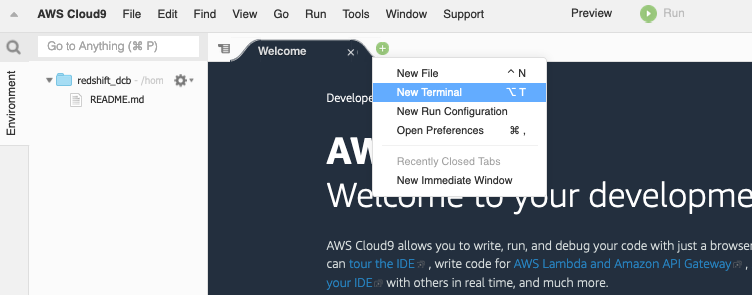 AWS Cloud9 File Edit Find View Go Run Tools Window Support Preview Run
Go to Anything (⌘ P)
Welcome
Environment
redshift_dcb - /hom
README.md
New File ^ N
New Terminal ⌥ T
New Run Configuration
Open Preferences ⌘ ,
Recently Closed Tabs
New Immediate Window
Develope
AW
Welcome to your developme
AWS Cloud9 allows you to write, run, and debug your code with just a browser
can tour the IDE , write code for AWS Lambda and Amazon API Gateway ,
your IDE with others in real time, and much more.